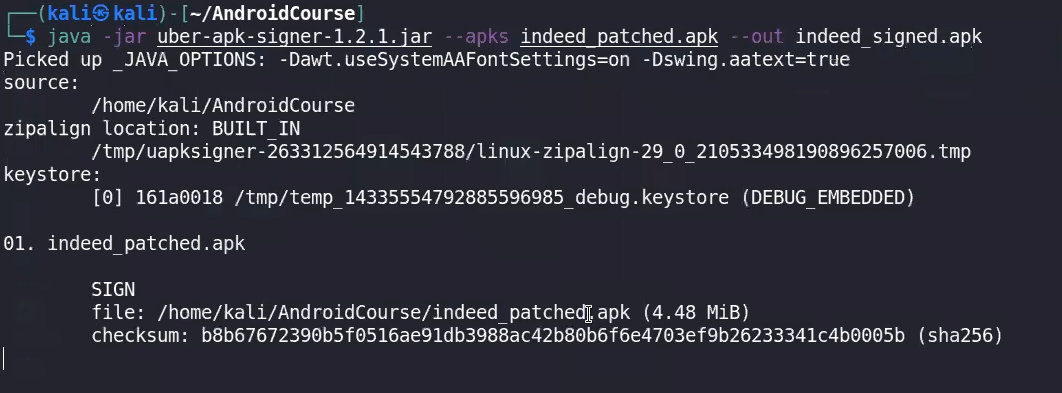 ┌──(kali㉿kali)-[~/AndroidCourse]
└─$ java -jar uber-apk-signer-1.2.1.jar --apks indeed_patched.apk --out indeed_signed.apk
Picked up _JAVA_OPTIONS: -Dawt.useSystemAAFontSettings=on -Dswing.aatext=true
source:
/home/kali/AndroidCourse
zipalign location: BUILT_IN
/tmp/uapksigner-263312564914543788/linux-zipalign-29_0_210533498190896257006.tmp
keystore:
[0] 161a0018 /tmp/temp_14335554792885596985_debug.keystore (DEBUG_EMBEDDED)
01. indeed_patched.apk
SIGN
file: /home/kali/AndroidCourse/indeed_patched.apk (4.48 MiB)
checksum: b8b67672390b5f0516ae91db3988ac42b80b6f6e4703ef9b26233341c4b0005b (sha256)